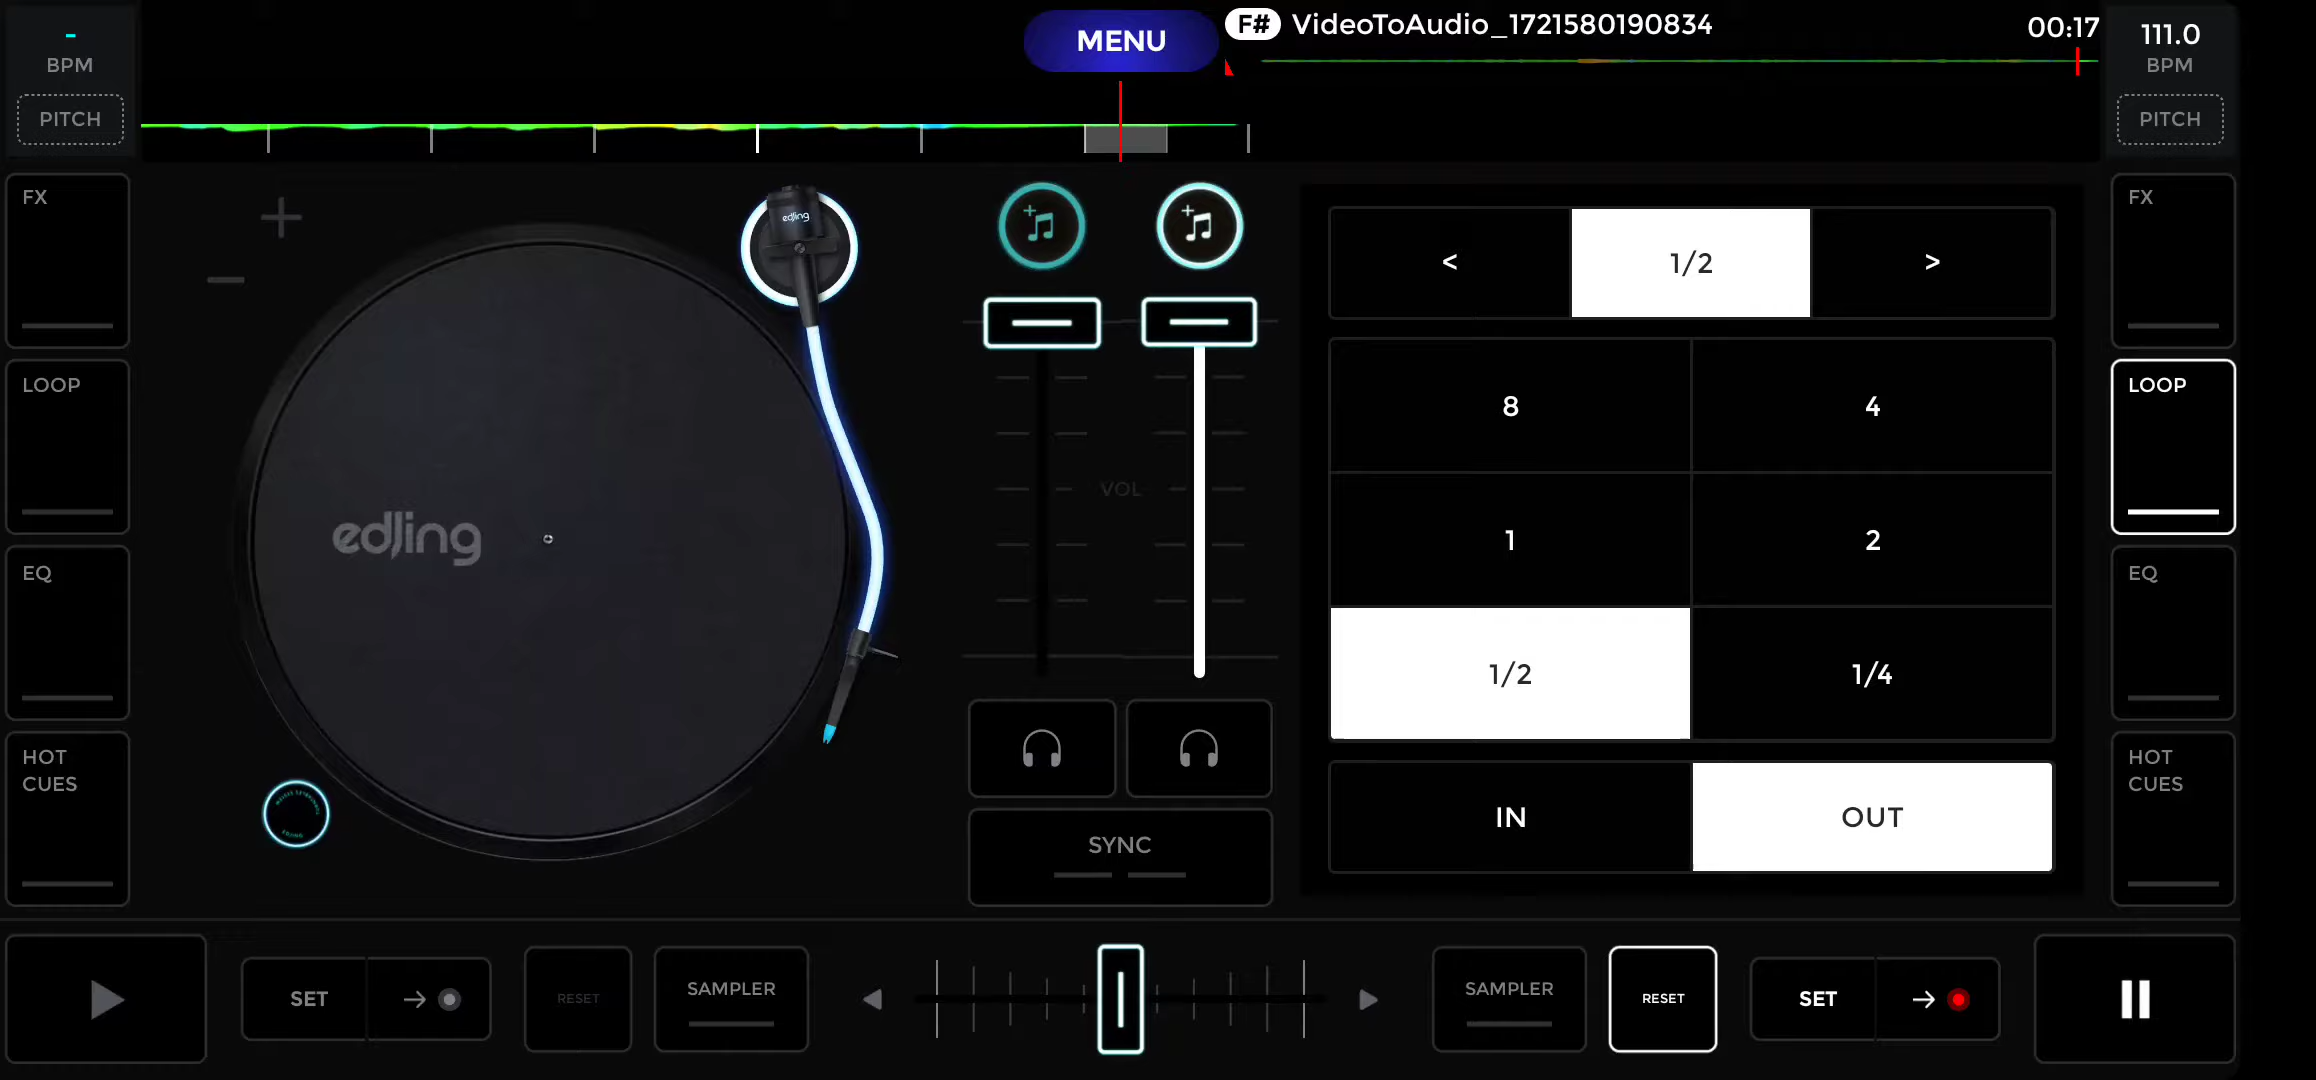 -
BPM
PITCH
MENU
F# VideoToAudio_1721580190834
00:17
111.0
BPM
PITCH
FX
LOOP
EQ
HOT
CUES
edjing
edjing
VOL
SYNC
< 1/2 >
8 4
1 2
1/2 1/4
IN OUT
FX
LOOP
EQ
HOT
CUES
SET
RESET
SAMPLER
SAMPLER
RESET
SET